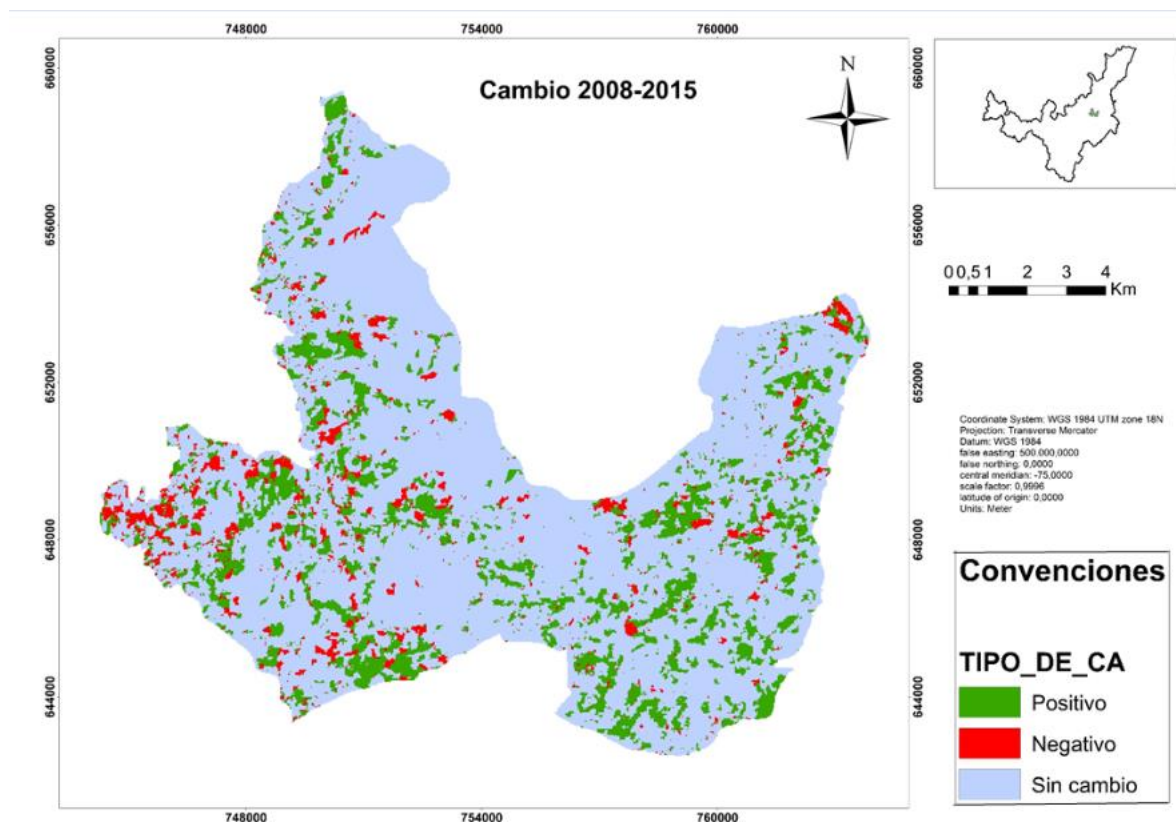 748000 754000 760000
660000 660000
Cambio 2008-2015
N
656000 656000
0 0,5 1 2 3 4
Km
652000 652000
Coordinate System: WGS 1984 UTM zone 18N
Projection: Transverse Mercator
Datum: WGS 1984
false easting: 500.000,0000
false northing: 0,0000
central meridian: -75,0000
scale factor: 0,9996
latitude of origin: 0,0000
Units: Meter
648000 648000
Convenciones
TIPO_DE_CA
644000 644000
Positivo
Negativo
Sin cambio
748000 754000 760000